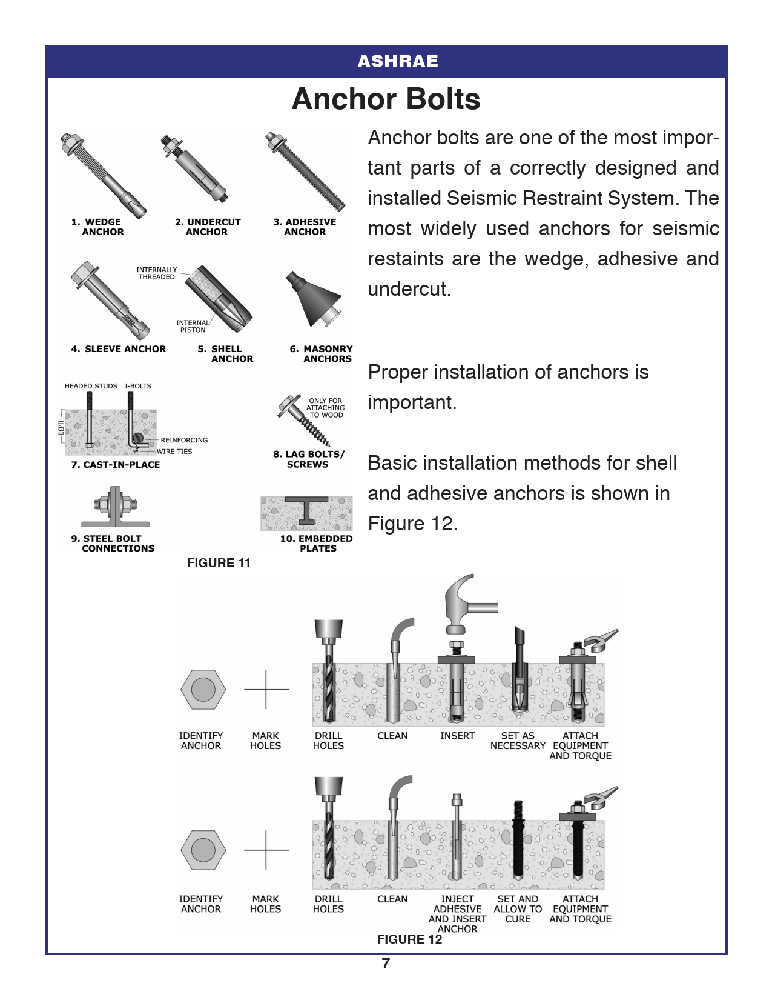 ASHRAE
Anchor Bolts
1. WEDGE
ANCHOR
2. UNDERCUT
ANCHOR
3. ADHESIVE
ANCHOR
INTERNALLY
THREADED
INTERNAL
PISTON
4. SLEEVE ANCHOR
5. SHELL
ANCHOR
6. MASONRY
ANCHORS
HEADED STUDS
J-BOLTS
DEPTH
REINFORCING
WIRE TIES
7. CAST-IN-PLACE
ONLY FOR
ATTACHING
TO WOOD
8. LAG BOLTS/
SCREWS
9. STEEL BOLT
CONNECTIONS
10. EMBEDDED
PLATES
FIGURE 11
Anchor bolts are one of the most impor-
tant parts of a correctly designed and
installed Seismic Restraint System. The
most widely used anchors for seismic
restaints are the wedge, adhesive and
undercut.
Proper installation of anchors is
important.
Basic installation methods for shell
and adhesive anchors is shown in
Figure 12.
IDENTIFY
ANCHOR
MARK
HOLES
DRILL
HOLES
CLEAN
INSERT
SET AS
NECESSARY
ATTACH
EQUIPMENT
AND TORQUE
IDENTIFY
ANCHOR
MARK
HOLES
DRILL
HOLES
CLEAN
INJECT
ADHESIVE
AND INSERT
ANCHOR
SET AND
ALLOW TO
CURE
ATTACH
EQUIPMENT
AND TORQUE
FIGURE 12
7